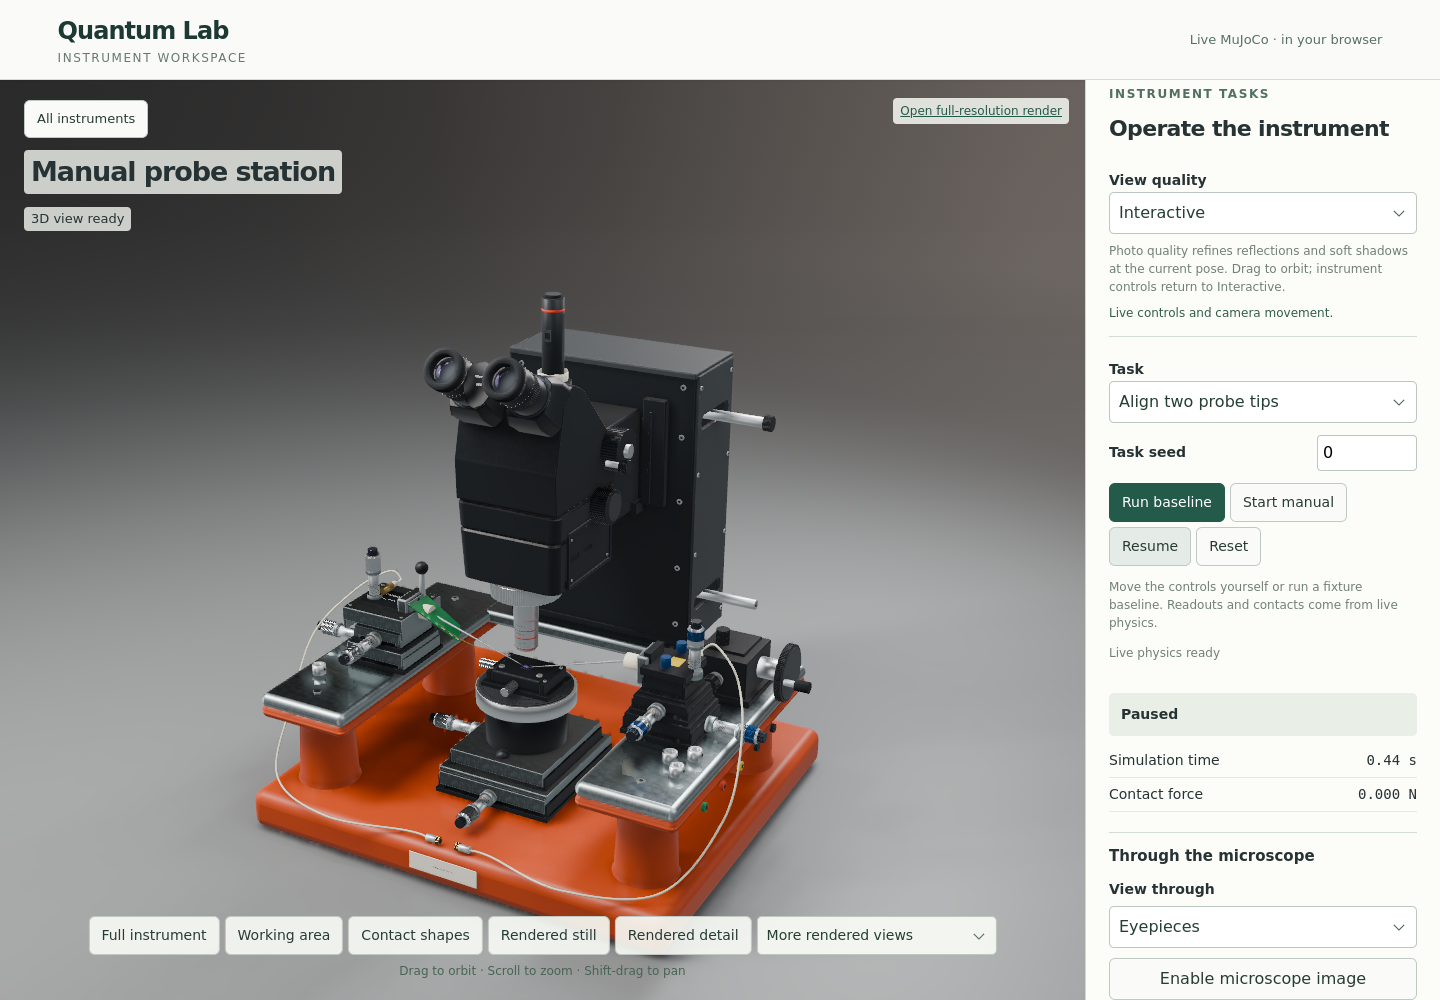 Quantum Lab
INSTRUMENT WORKSPACE
Live MuJoCo · in your browser
All instruments
Open full-resolution render
Manual probe station
3D view ready
INSTRUMENT TASKS
Operate the instrument
View quality
Interactive
Photo quality refines reflections and soft shadows
at the current pose. Drag to orbit; instrument
controls return to Interactive.
Live controls and camera movement.
Task
Align two probe tips
Task seed
0
Run baseline
Start manual
Resume
Reset
Move the controls yourself or run a fixture
baseline. Readouts and contacts come from live
physics.
Live physics ready
Paused
Simulation time 0.44 s
Contact force 0.000 N
Through the microscope
View through
Eyepieces
Enable microscope image
Full instrument
Working area
Contact shapes
Rendered still
Rendered detail
More rendered views
Drag to orbit · Scroll to zoom · Shift-drag to pan